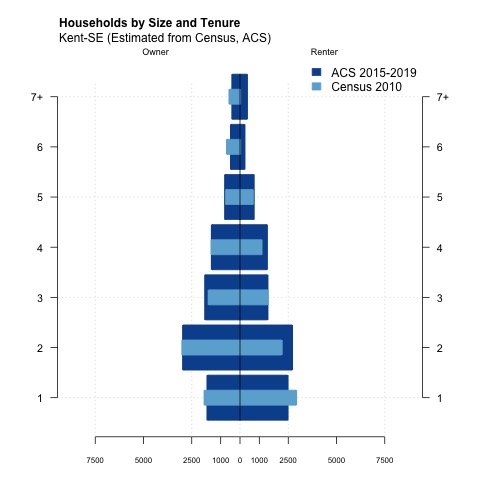 Households by Size and Tenure
Kent-SE (Estimated from Census, ACS)
Owner Renter
ACS 2015-2019
Census 2010
7+ 7+
6 6
5 5
4 4
3 3
2 2
1 1
7500 5000 2500 1000 0 1000 2500 5000 7500